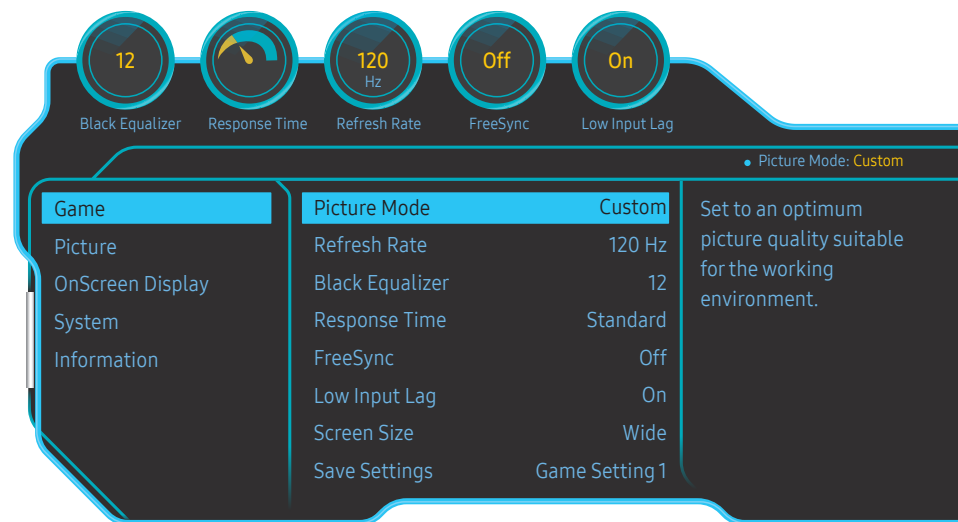 12
120
Hz
Off
On
Black Equalizer
Response Time
Refresh Rate
FreeSync
Low Input Lag
Picture Mode: Custom
Game
Picture
OnScreen Display
System
Information
Picture Mode Custom
Refresh Rate 120 Hz
Black Equalizer 12
Response Time Standard
FreeSync Off
Low Input Lag On
Screen Size Wide
Save Settings Game Setting 1
Set to an optimum
picture quality suitable
for the working
environment.